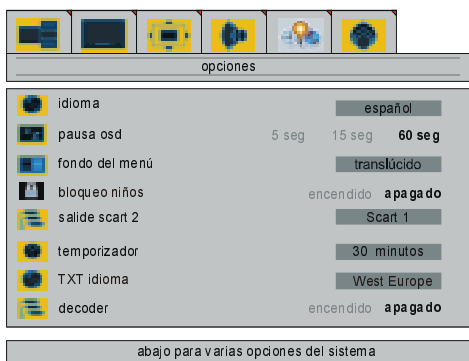 opciones
idioma español
pausa osd 5 seg 15 seg 60 seg
fondo del menú translúcido
bloqueo niños encendido apagado
salide scart 2 Scart 1
temporizador 30 minutos
TXT idioma West Europe
decoder encendido apagado
abajo para varias opciones del sistema